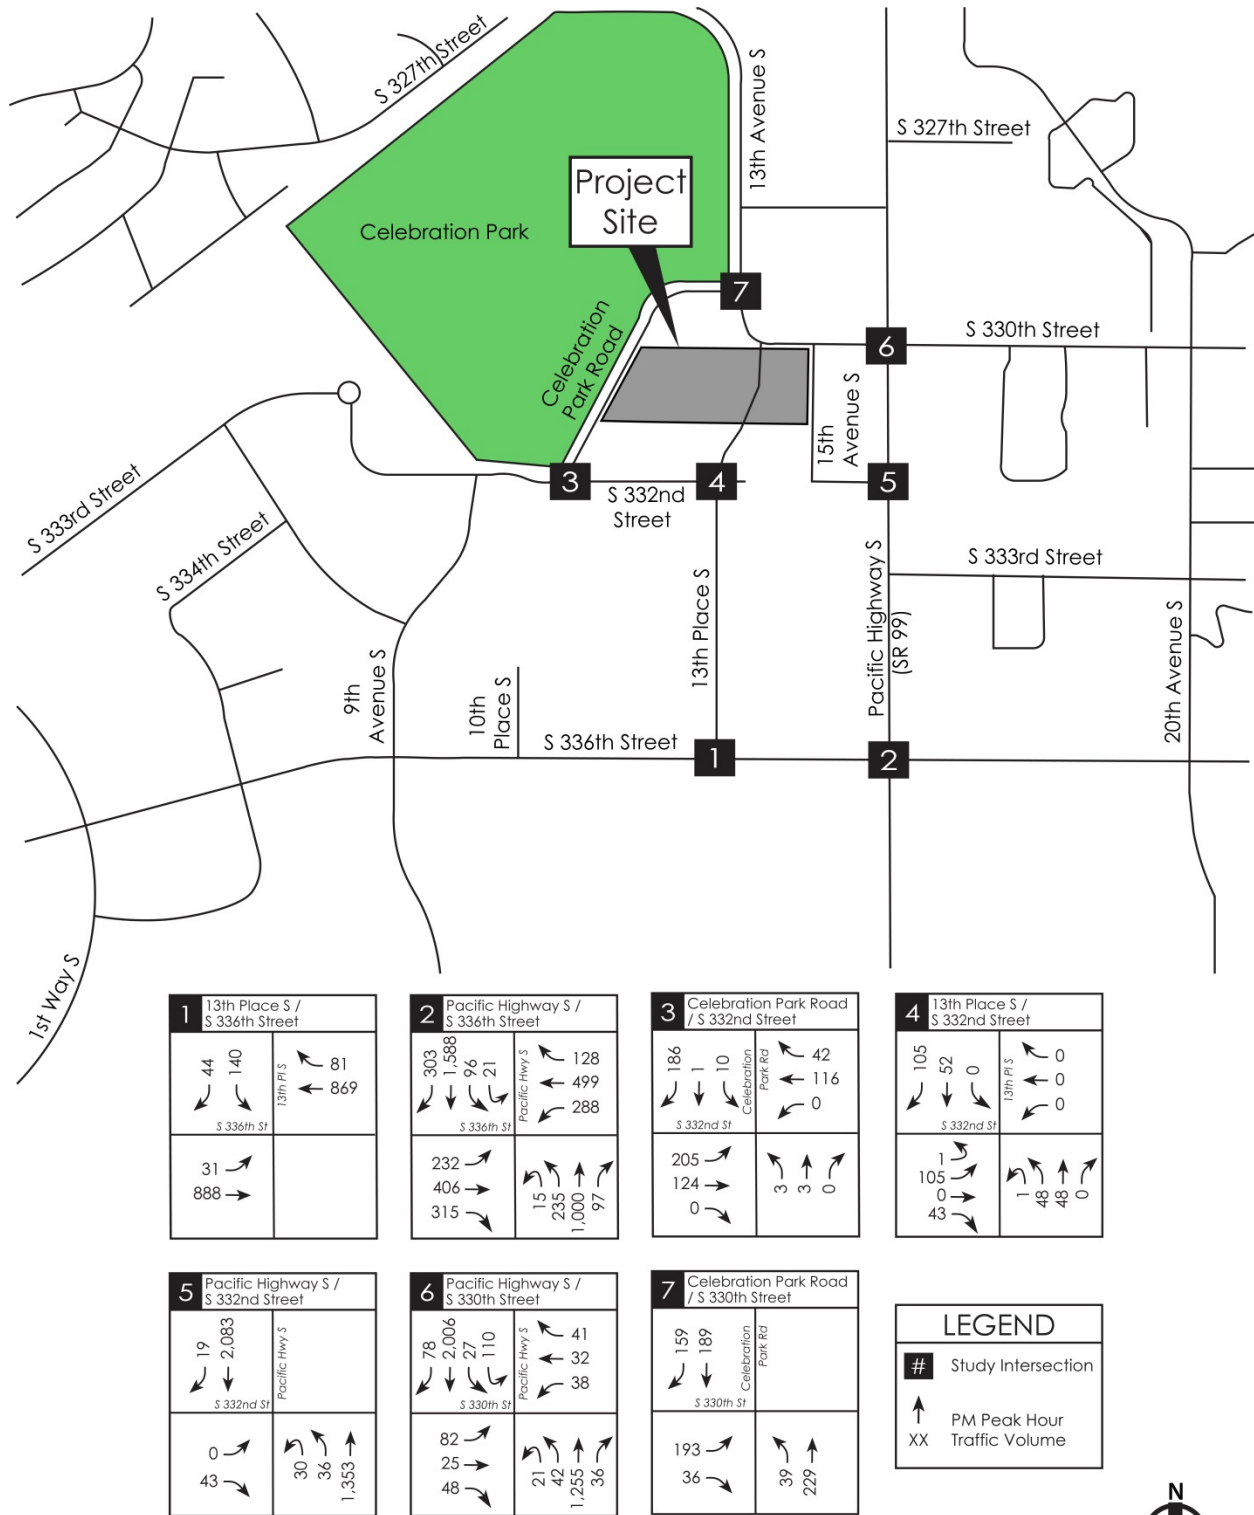 S 327th Street
13th Avenue S
S 327th Street
Project
Site
Celebration Park
7
S 330th Street
6
Celebration
Park Road
15th
Avenue S
3
4
5
S 332nd
Street
S 333rd Street
S 334th Street
S 333rd Street
13th Place S
Pacific Highway S
(SR 99)
20th Avenue S
9th
Avenue S
10th
Place S
S 336th Street
1
2
1st Way S
1
13th Place S /
S 336th Street
44
140
13th Pl S
81
869
S 336th St
31
888
2
Pacific Highway S /
S 336th Street
303
1,588
96
21
Pacific Hwy S
128
499
288
S 336th St
232
406
315
15
235
1,000
97
3
Celebration Park Road
/ S 332nd Street
186
1
10
Celebration
Park Rd
42
116
0
S 332nd St
205
124
0
3
3
0
4
13th Place S /
S 332nd Street
105
52
0
13th Pl S
0
0
0
S 332nd St
1
105
0
43
1
48
48
0
5
Pacific Highway S /
S 332nd Street
19
2,083
Pacific Hwy S
S 332nd St
0
43
30
36
1,353
6
Pacific Highway S /
S 330th Street
78
2,006
27
110
Pacific Hwy S
41
32
38
S 330th St
82
25
48
21
42
1,255
36
7
Celebration Park Road
/ S 330th Street
159
189
Celebration
Park Rd
S 330th St
193
36
39
229
LEGEND
# Study Intersection
PM Peak Hour
XX Traffic Volume
N